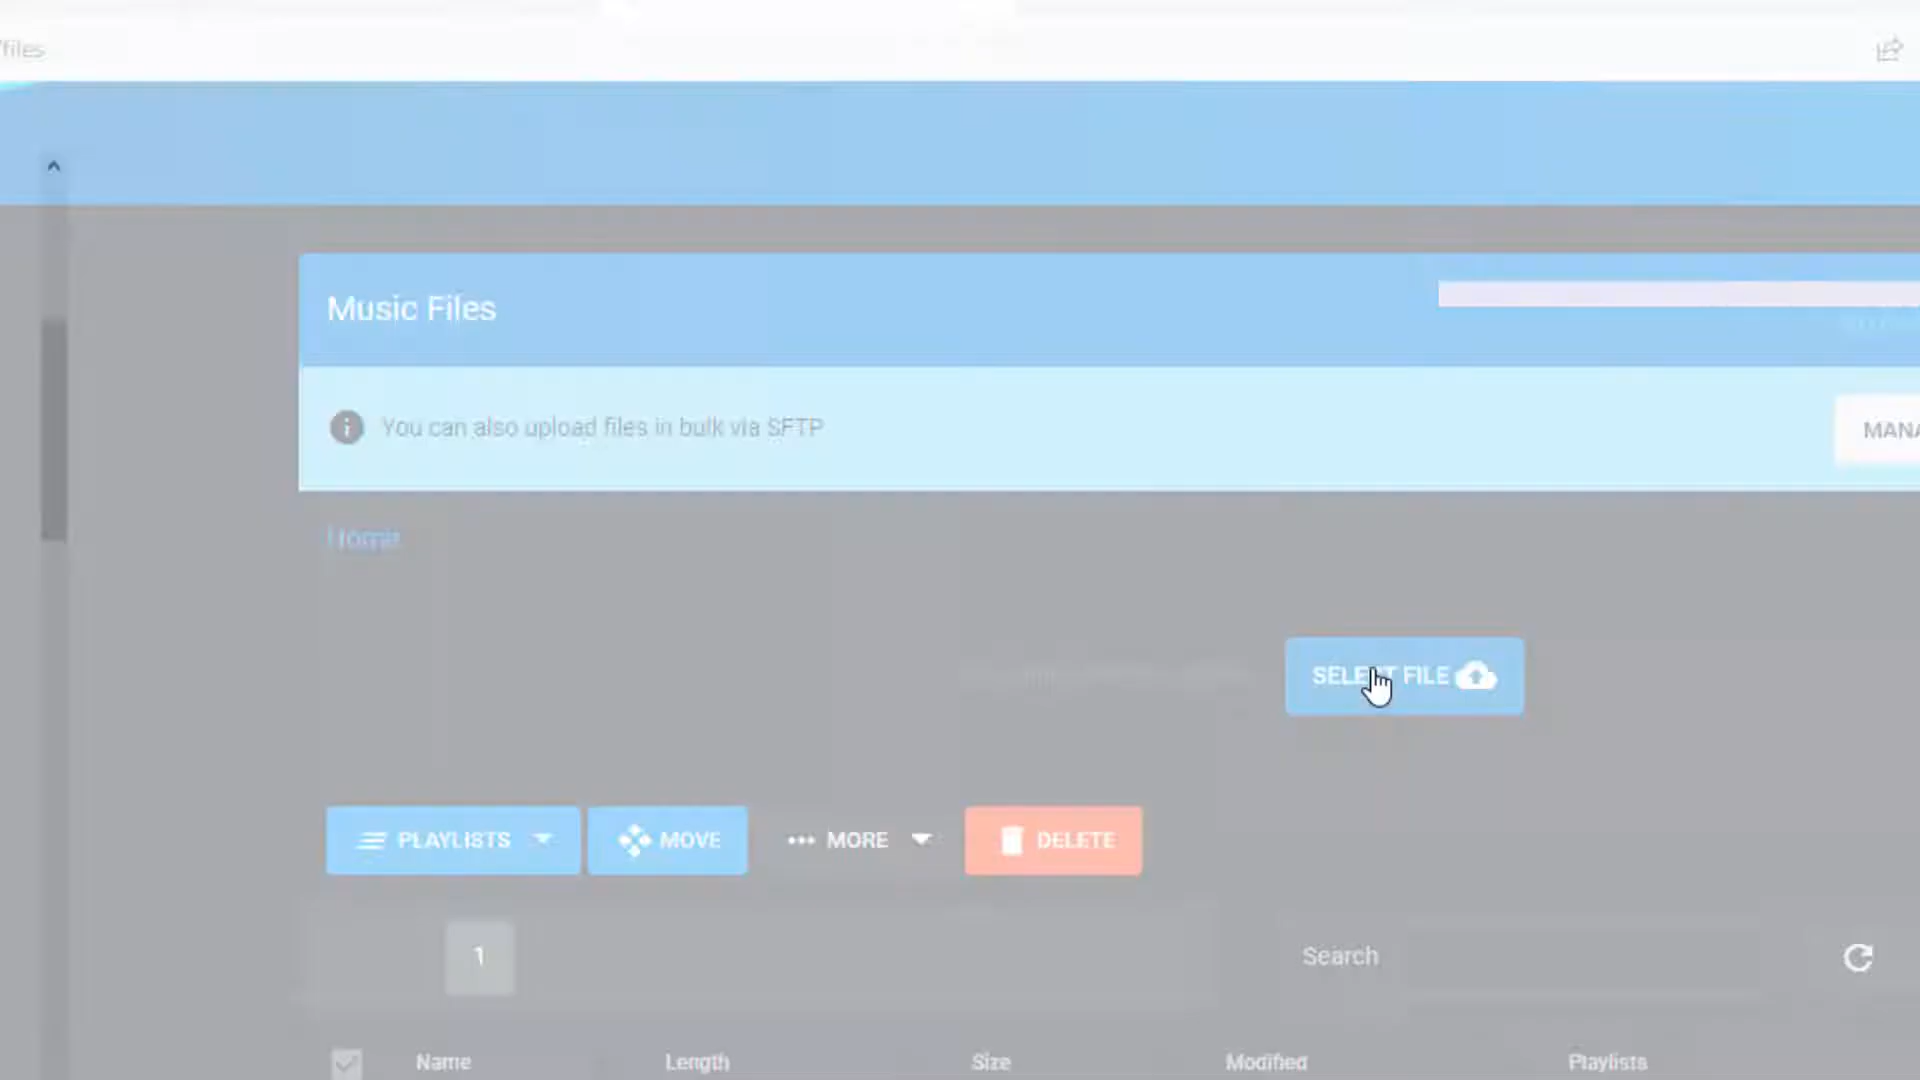 files
Music Files
You can also upload files in bulk via SFTP
MANA
Home
SELECT FILE
PLAYLISTS MOVE MORE DELETE
1 Search
Name Length Size Modified Playlists